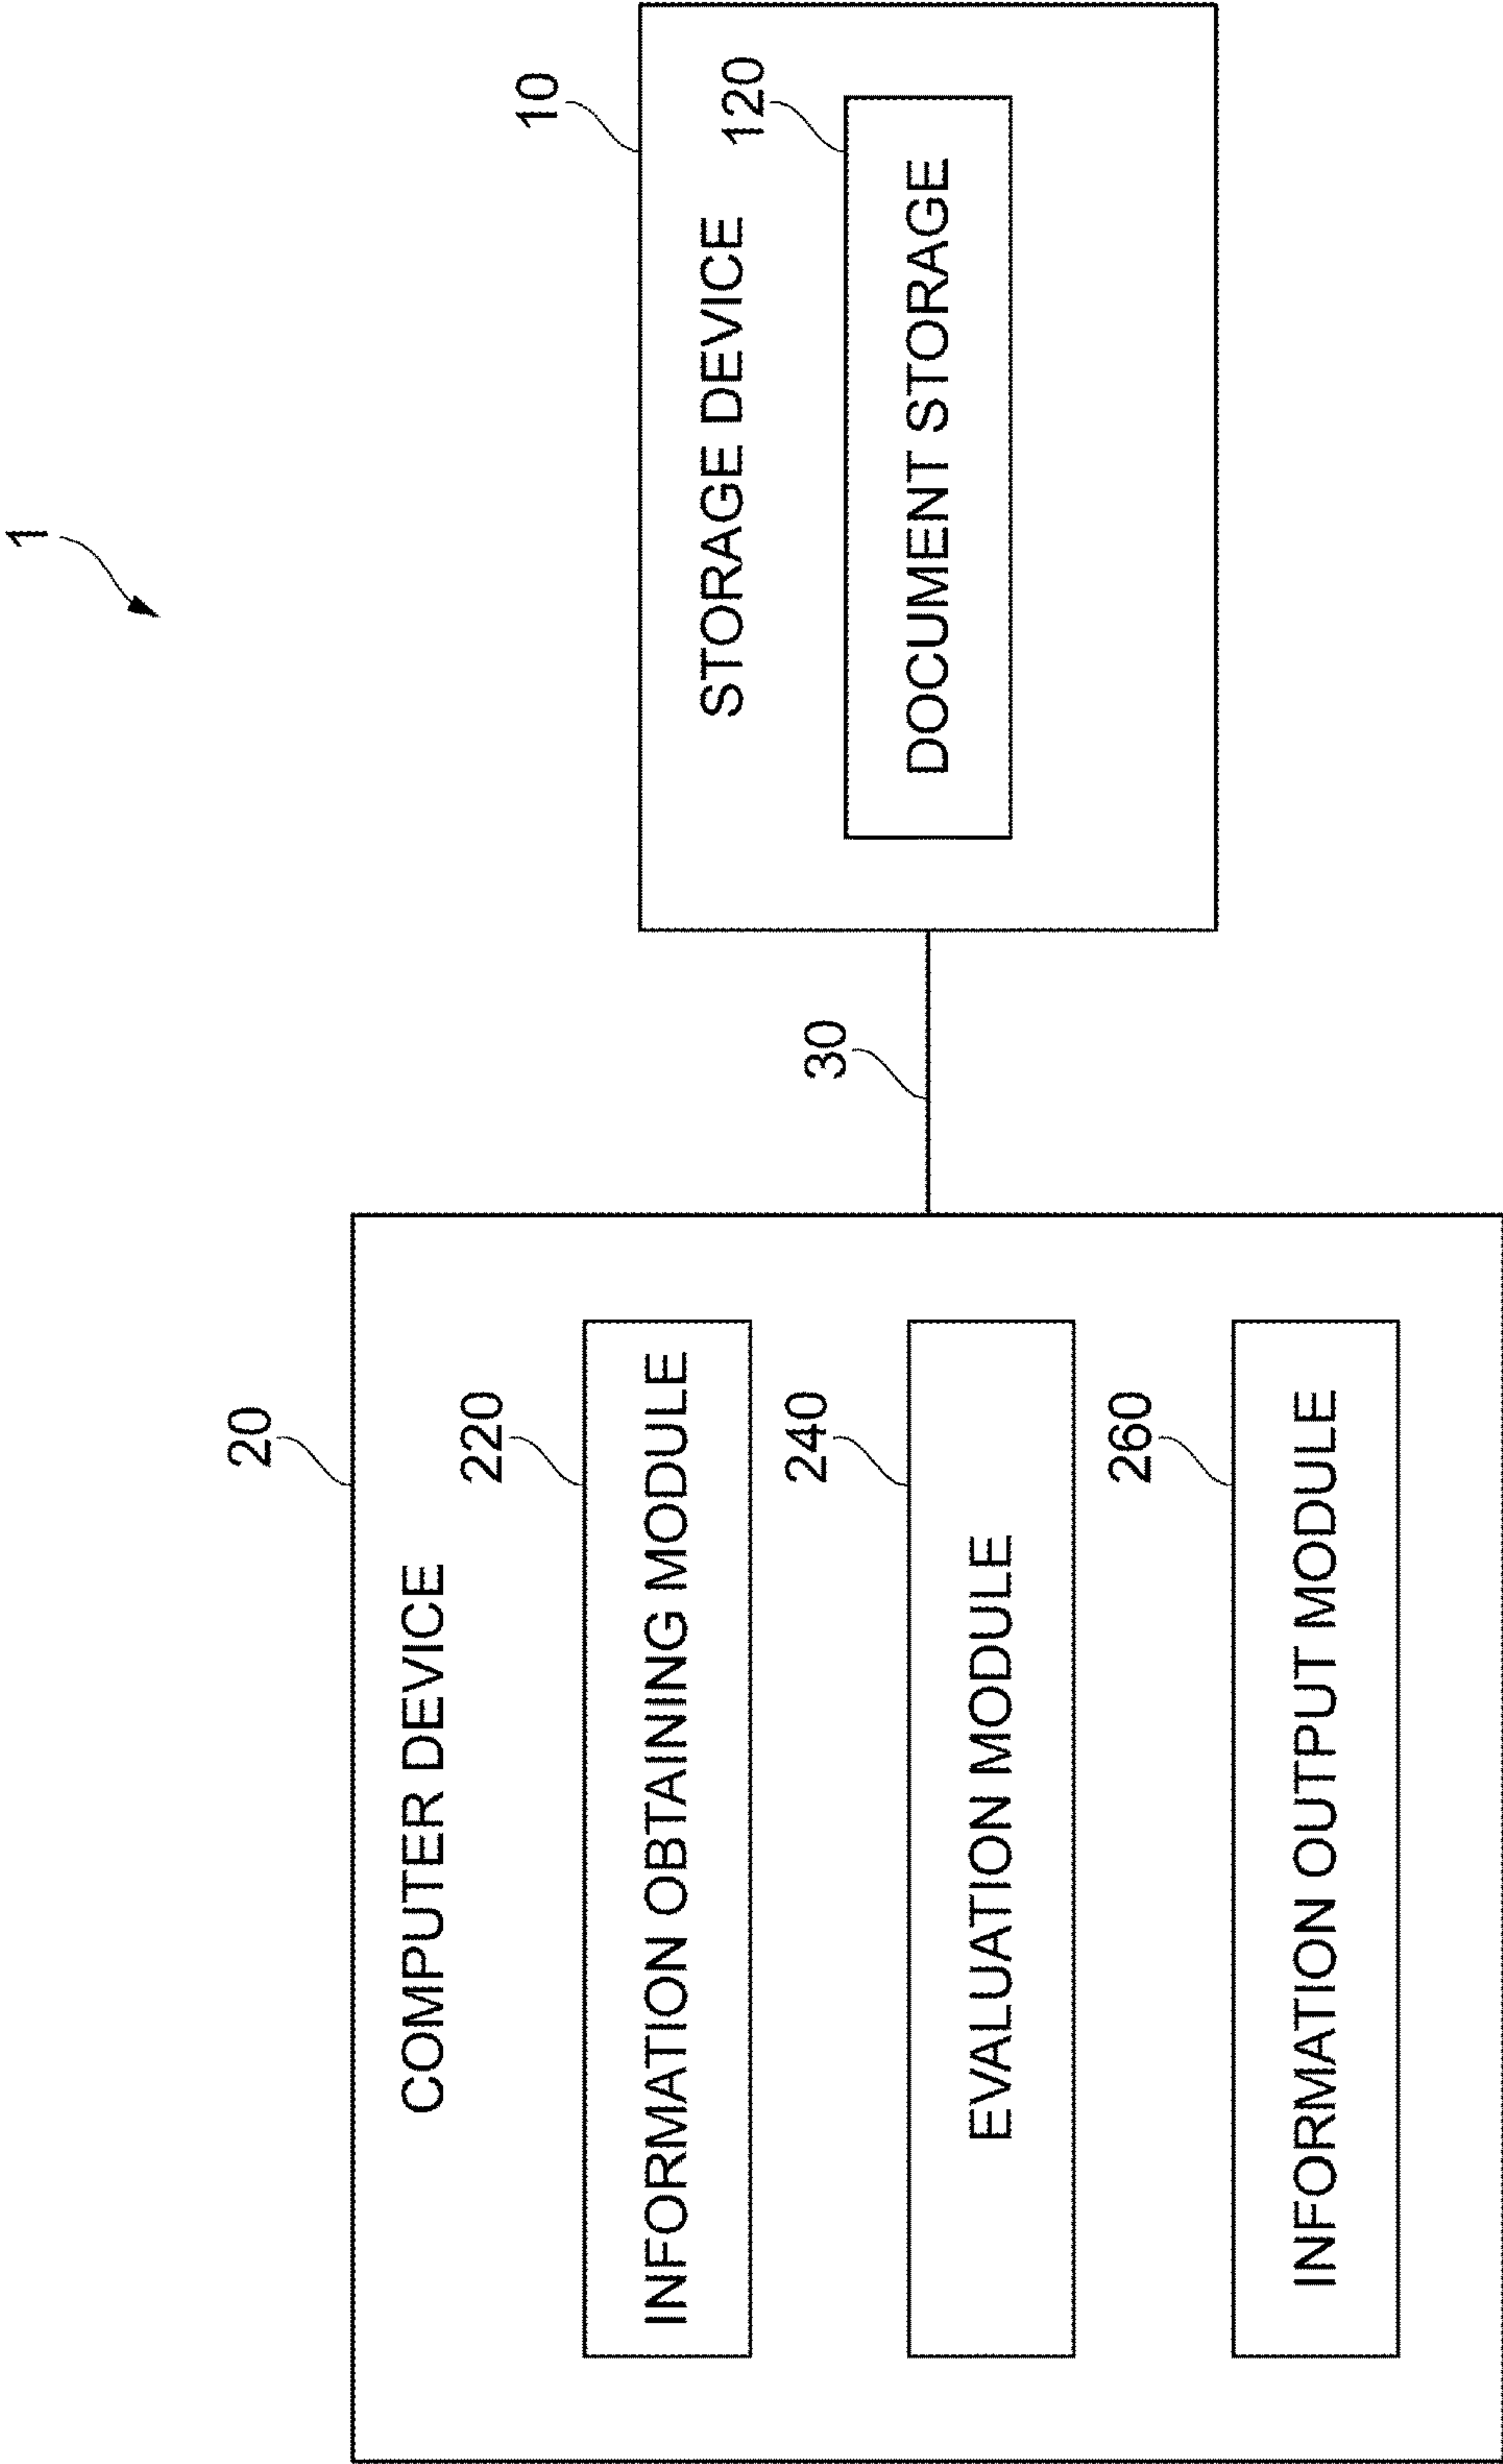 1
20
COMPUTER DEVICE
220
INFORMATION OBTAINING MODULE
240
EVALUATION MODULE
260
INFORMATION OUTPUT MODULE
30
10
STORAGE DEVICE
120
DOCUMENT STORAGE